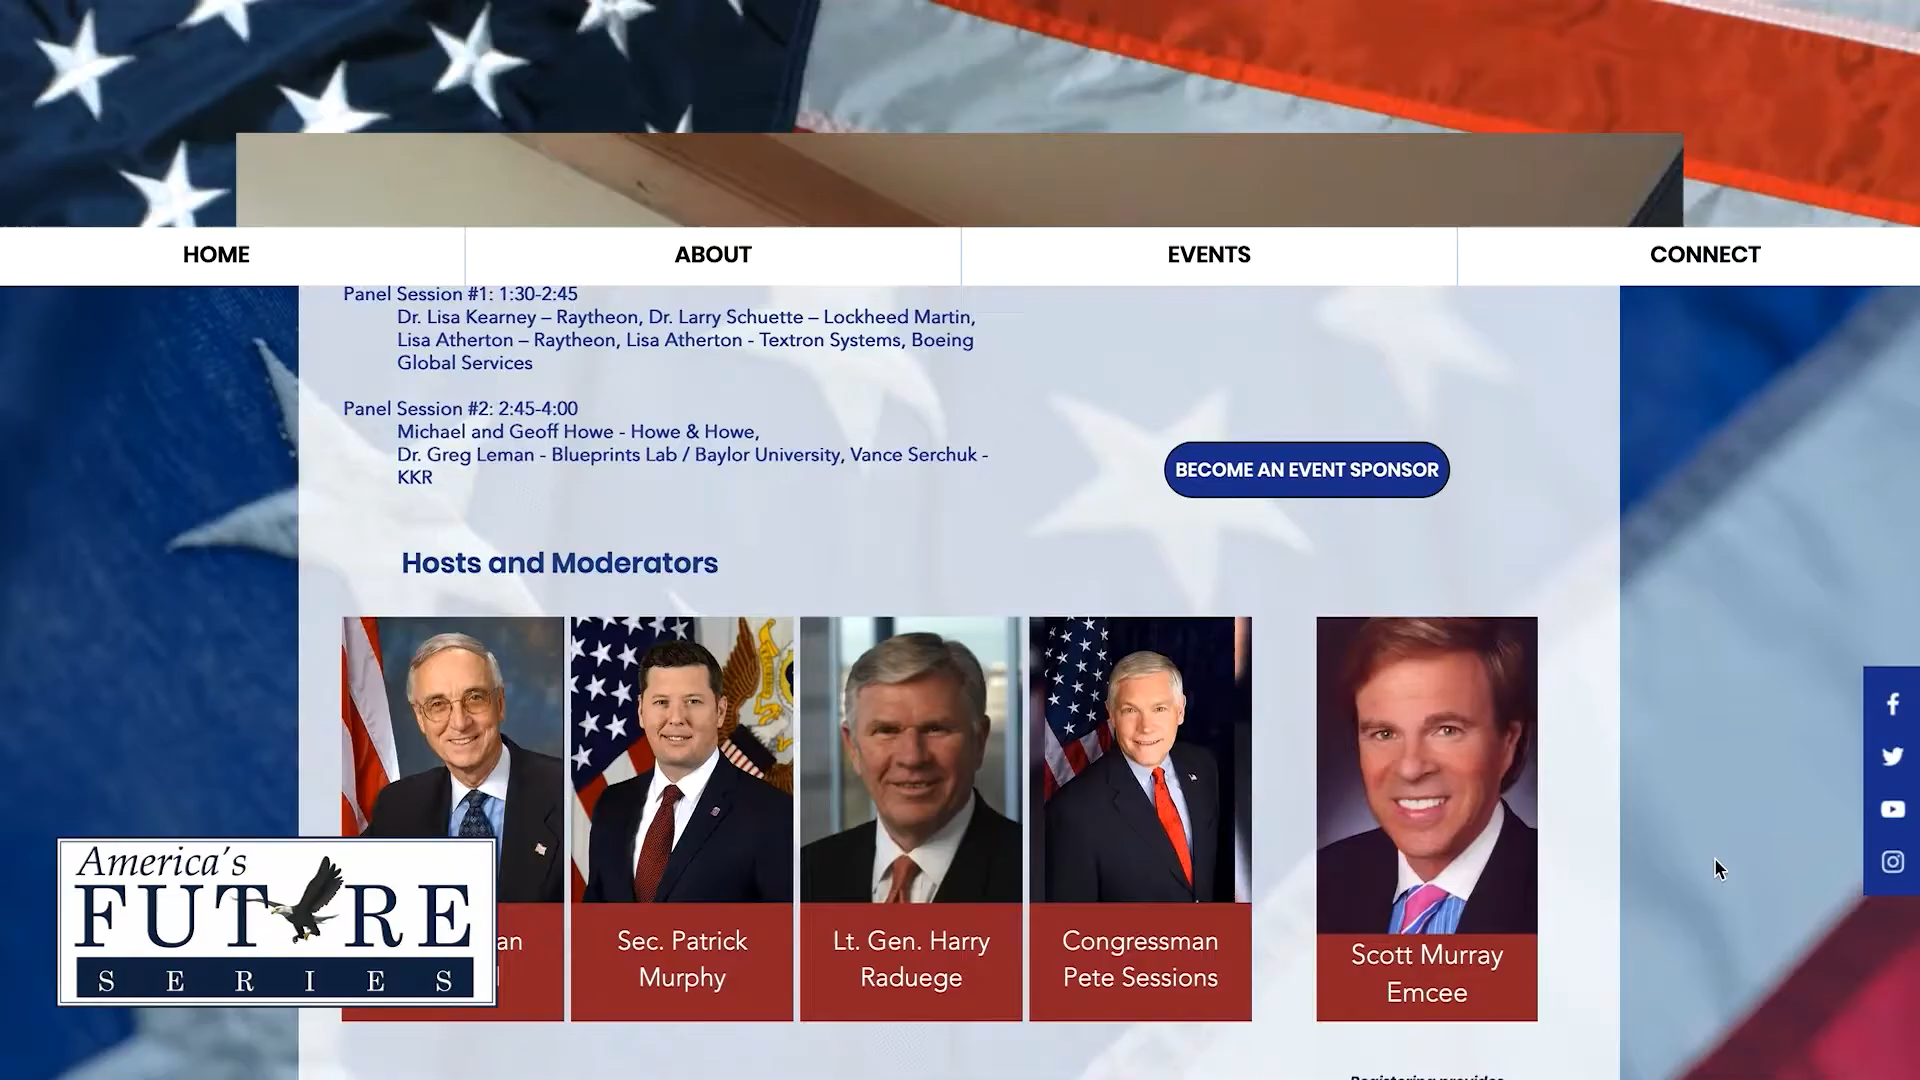 HOME
ABOUT
EVENTS
CONNECT
Panel Session #1: 1:30-2:45
Dr. Lisa Kearney – Raytheon, Dr. Larry Schuette – Lockheed Martin,
Lisa Atherton – Raytheon, Lisa Atherton - Textron Systems, Boeing
Global Services
Panel Session #2: 2:45-4:00
Michael and Geoff Howe - Howe & Howe,
Dr. Greg Leman - Blueprints Lab / Baylor University, Vance Serchuk -
KKR
BECOME AN EVENT SPONSOR
Hosts and Moderators
an
Sec. Patrick
Murphy
Lt. Gen. Harry
Raduege
Congressman
Pete Sessions
Scott Murray
Emcee
America's
FUTURE
SERIES
Registering provides